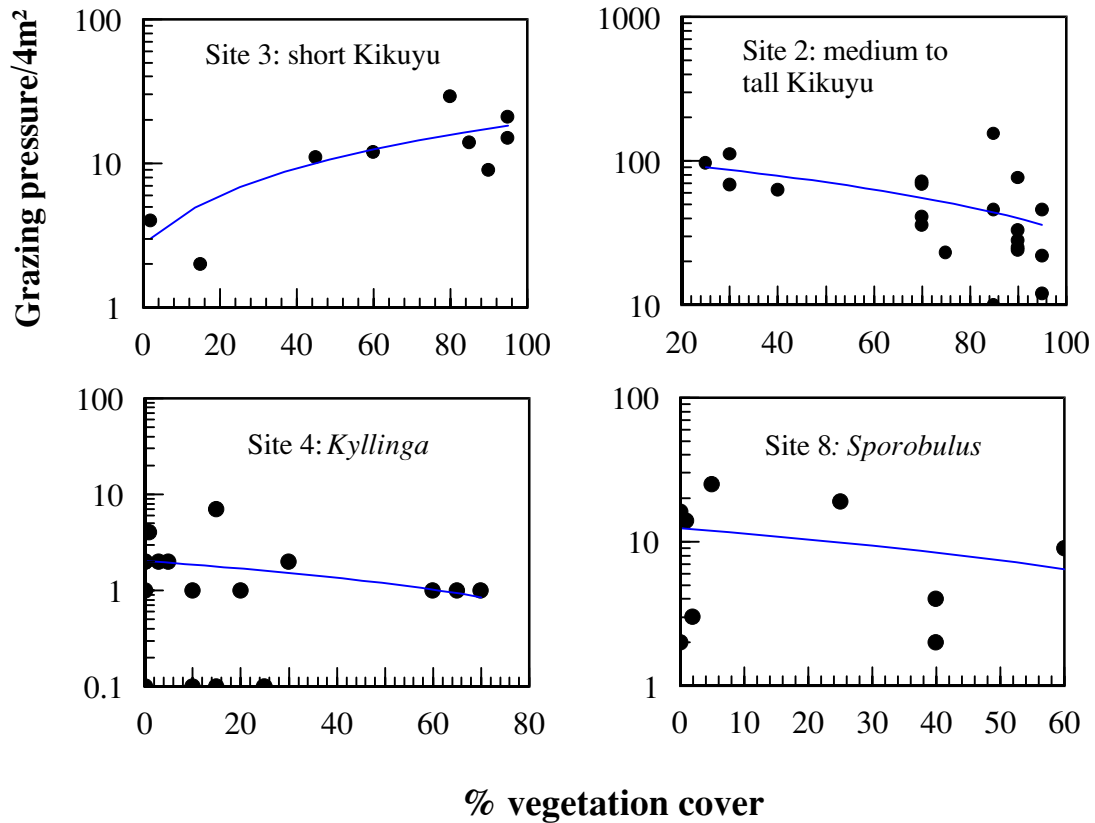 Grazing pressure/4m²
100
10
1
Site 3: short Kikuyu
0 20 40 60 80 100
1000
100
10
Site 2: medium to
tall Kikuyu
20 40 60 80 100
100
10
1
0.1
Site 4: Kyllinga
0 20 40 60 80
100
10
1
Site 8: Sporobulus
0 10 20 30 40 50 60
% vegetation cover